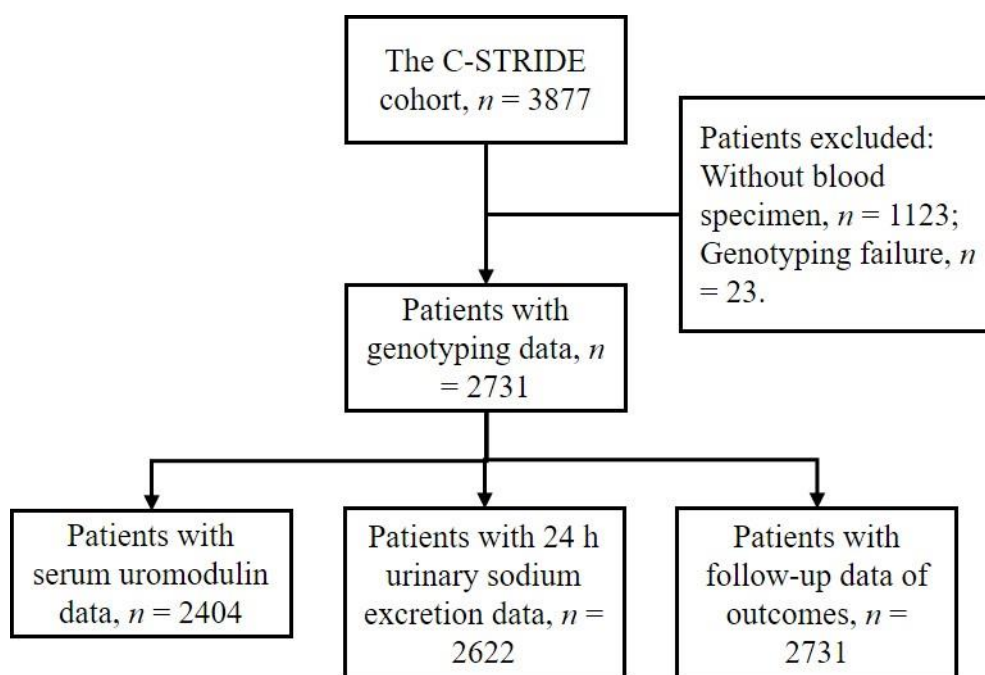 The C-STRIDE
cohort, n = 3877
Patients excluded:
Without blood
specimen, n = 1123;
Genotyping failure, n
= 23.
Patients with
genotyping data, n
= 2731
Patients with
serum uromodulin
data, n = 2404
Patients with 24 h
urinary sodium
excretion data, n =
2622
Patients with
follow-up data of
outcomes, n =
2731